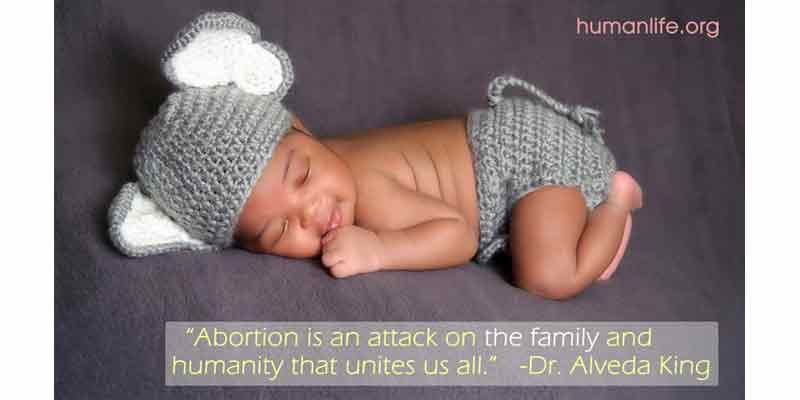 humanlife.org
“Abortion is an attack on the family and
humanity that unites us all.” -Dr. Alveda King